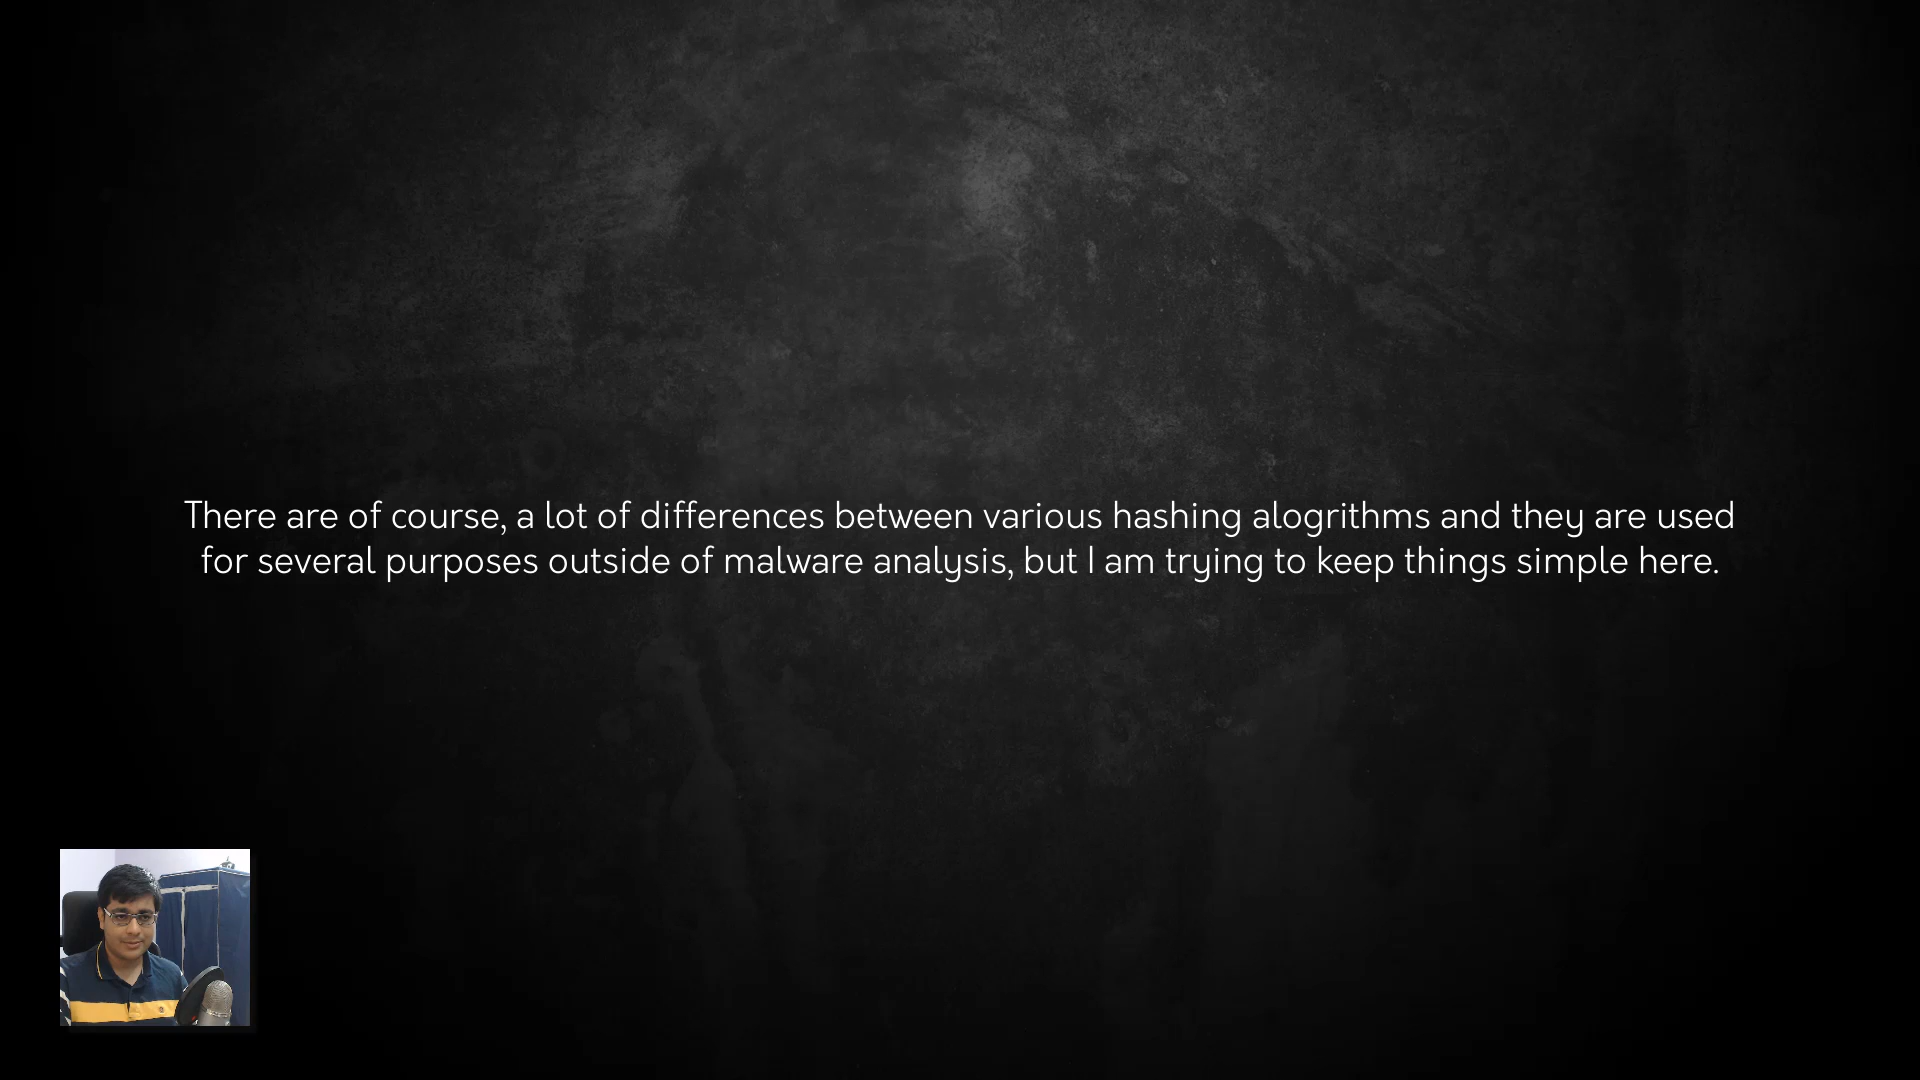 There are of course, a lot of differences between various hashing alogrithms and they are used
for several purposes outside of malware analysis, but I am trying to keep things simple here.